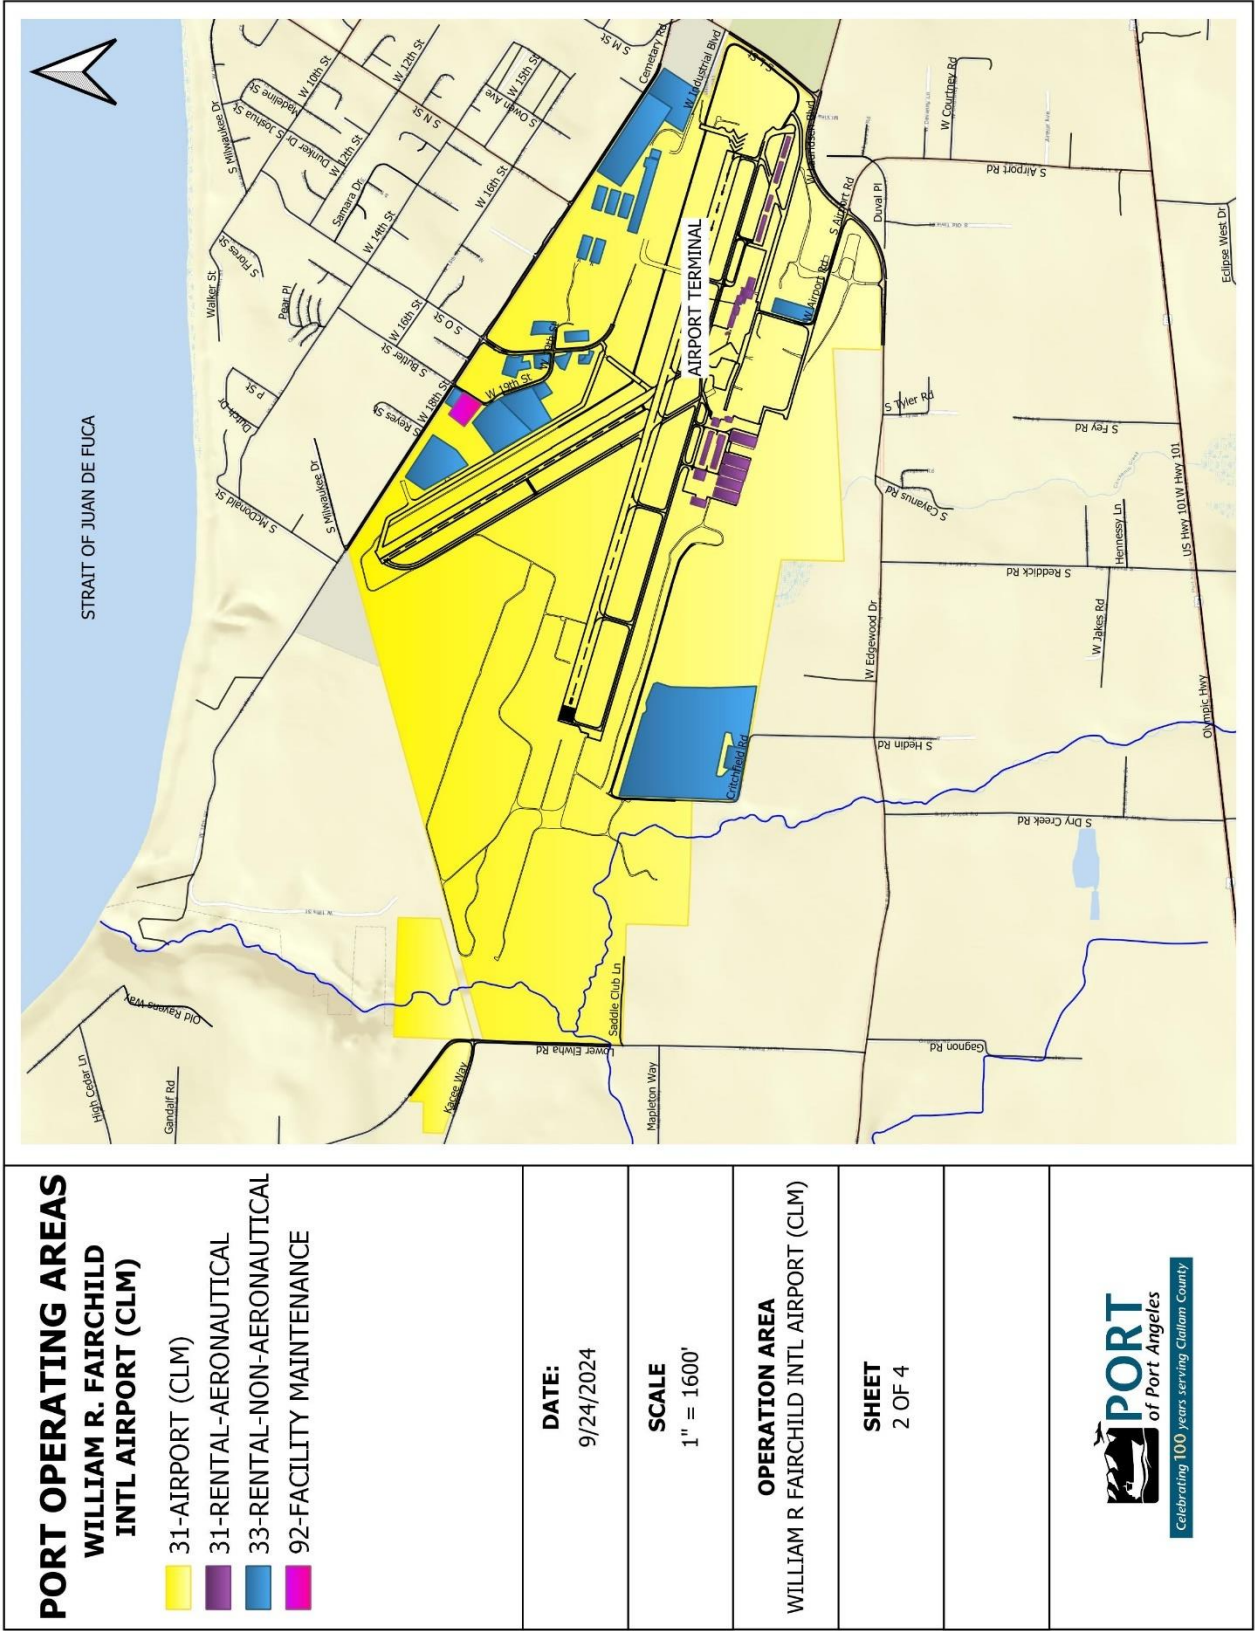 PORT OPERATING AREAS
WILLIAM R. FAIRCHILD
INTL AIRPORT (CLM)
31-AIRPORT (CLM)
31-RENTAL-AERONAUTICAL
33-RENTAL-NON-AERONAUTICAL
92-FACILITY MAINTENANCE
DATE:
9/24/2024
SCALE
1" = 1600'
OPERATION AREA
WILLIAM R FAIRCHILD INTL AIRPORT (CLM)
SHEET
2 OF 4
PORT
of Port Angeles
Celebrating 100 years serving Clallam County
STRAIT OF JUAN DE FUCA
AIRPORT TERMINAL
High Cedar Ln
Gandalf Rd
Old Ravens Way
Kacee Way
Lower Elwha Rd
Saddle Club Ln
Mapleton Way
Gagnon Rd
S Dry Creek Rd
S Hedin Rd
Critchfield Rd
W Edgewood Dr
Olympic Hwy
W Jakes Rd
S Reddick Rd
Hennessy Ln
US Hwy 101
W Hwy 101
S Cayanus Rd
S Tyler Rd
S Fey Rd
Eclipse West Dr
S Airport Rd
W Courtney Rd
Duval Pl
S Airport Rd
W Airport Rd
W Lauridsen Blvd
S L St
W Industrial Blvd
Cemetery Rd
S M St
W 15th St
S Owen Ave
S N St
W 12th St
W 10th St
Madeline St
S Joshua St
Dunker Dr
S Milwaukee Dr
W 12th St
Samara Dr
W 14th St
W 16th St
S Flores St
Walker St
Pear Pl
W 16th St
S O St
S Butler St
W 18th St
W 19th St
S Reyes St
P St
Dutch Dr
S McDonald St
S Milwaukee Dr
W 18th St